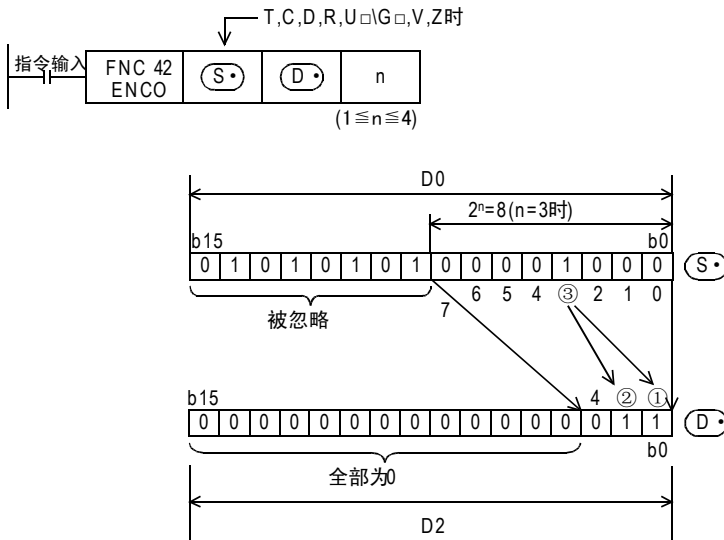 T,C,D,R,U□\G□,V,Z时
指令输入
FNC 42
ENCO
S•
D•
n
(1≦n≦4)
D0
2ⁿ=8(n=3时)
b15 b0
0 1 0 1 0 1 0 1 0 0 0 0 1 0 0 0 S•
7 6 5 4 ③ 2 1 0
被忽略
b15 4 ② ①
0 0 0 0 0 0 0 0 0 0 0 0 0 0 1 1 D•
b0
全部为0
D2